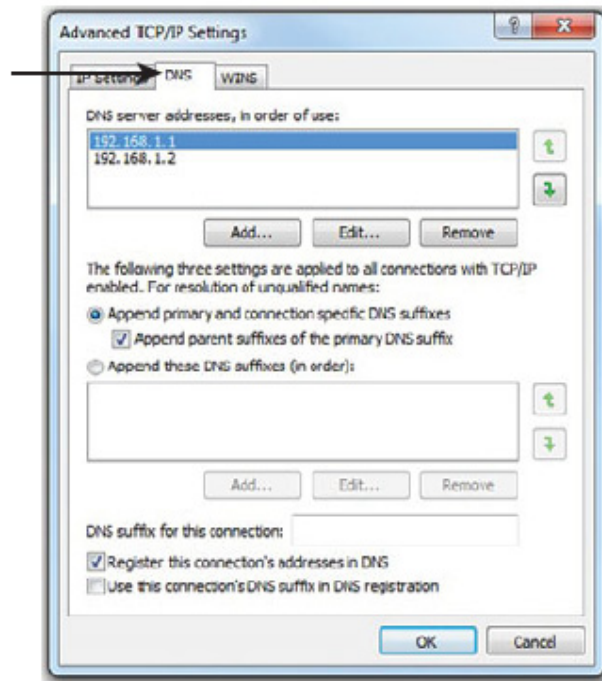 Advanced TCP/IP Settings
IP Settings DNS WINS
DNS server addresses, in order of use:
192.168.1.1
192.168.1.2
Add... Edit... Remove
The following three settings are applied to all connections with TCP/IP
enabled. For resolution of unqualified names:
Append primary and connection specific DNS suffixes
Append parent suffixes of the primary DNS suffix
Append these DNS suffixes (in order):
Add... Edit... Remove
DNS suffix for this connection:
Register this connection's addresses in DNS
Use this connection's DNS suffix in DNS registration
OK Cancel